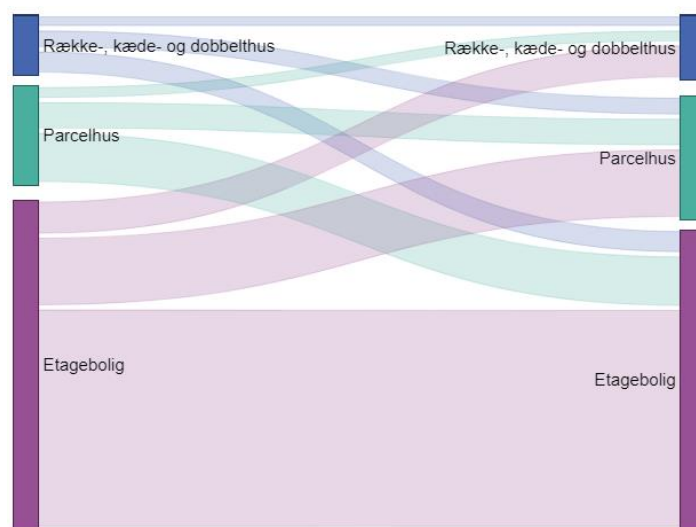 Række-, kæde- og dobbelthus
Række-, kæde- og dobbelthus
Parcelhus
Parcelhus
Etagebolig
Etagebolig